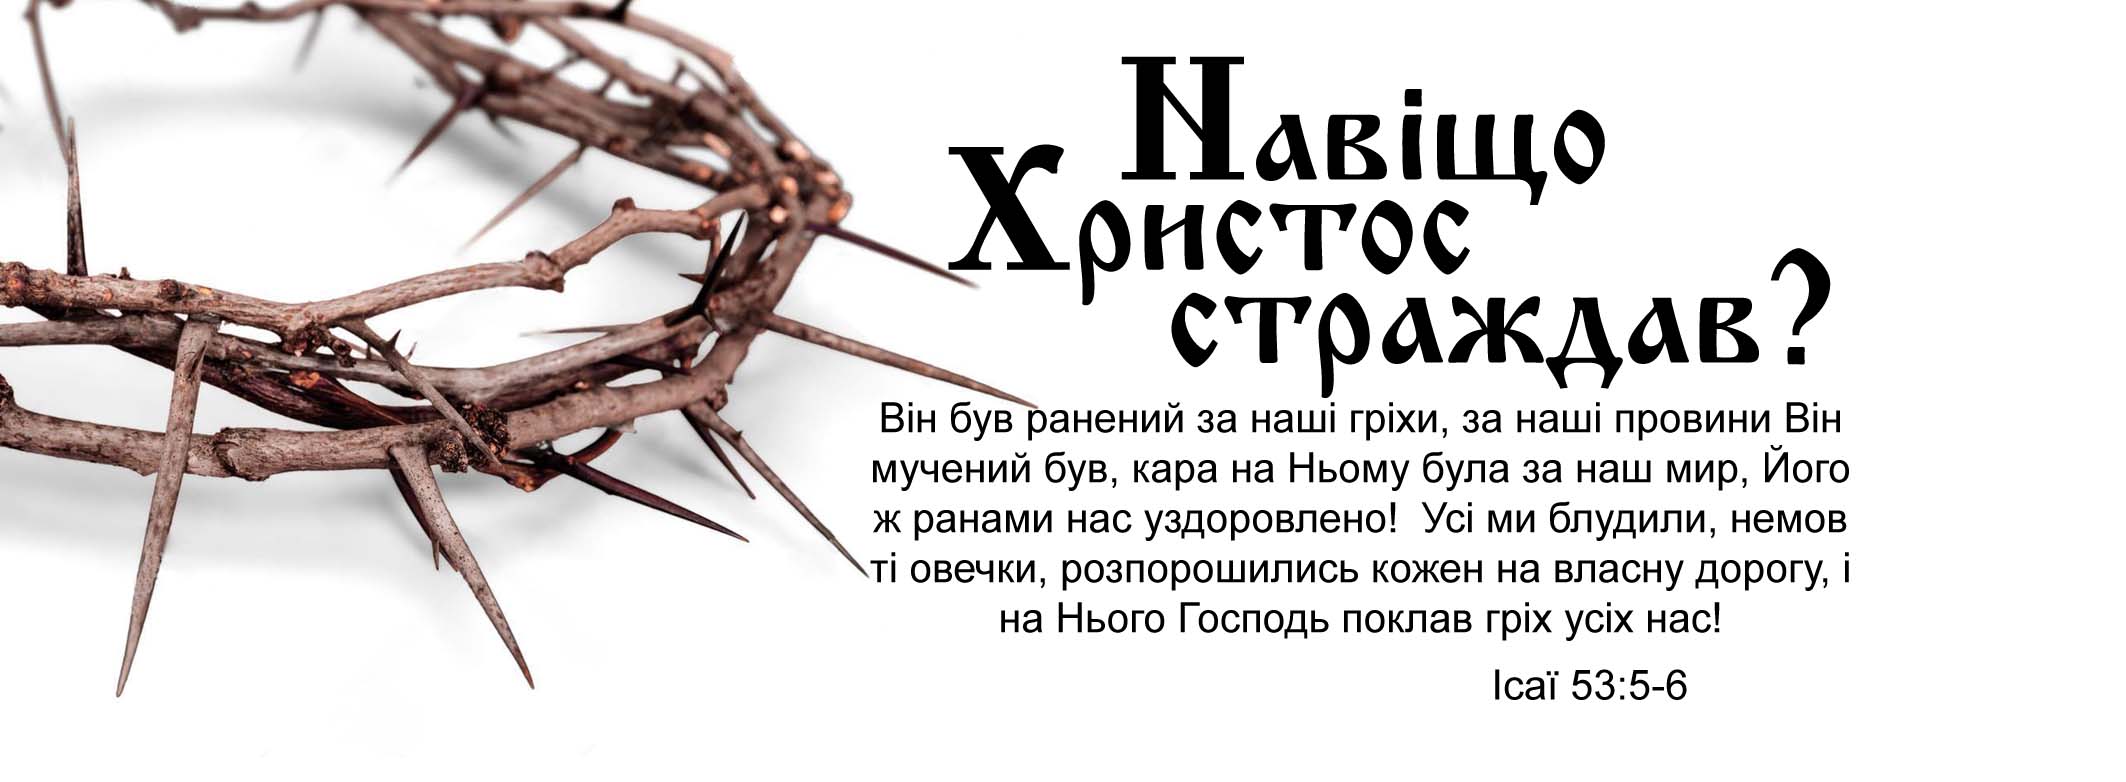 Навіщо
Христос
страждав?
Він був ранений за наші гріхи, за наші провини Він
мучений був, кара на Ньому була за наш мир, Його
ж ранами нас уздоровлено!  Усі ми блудили, немов
ті овечки, розпорошились кожен на власну дорогу, і
на Нього Господь поклав гріх усіх нас!
Ісаї 53:5-6